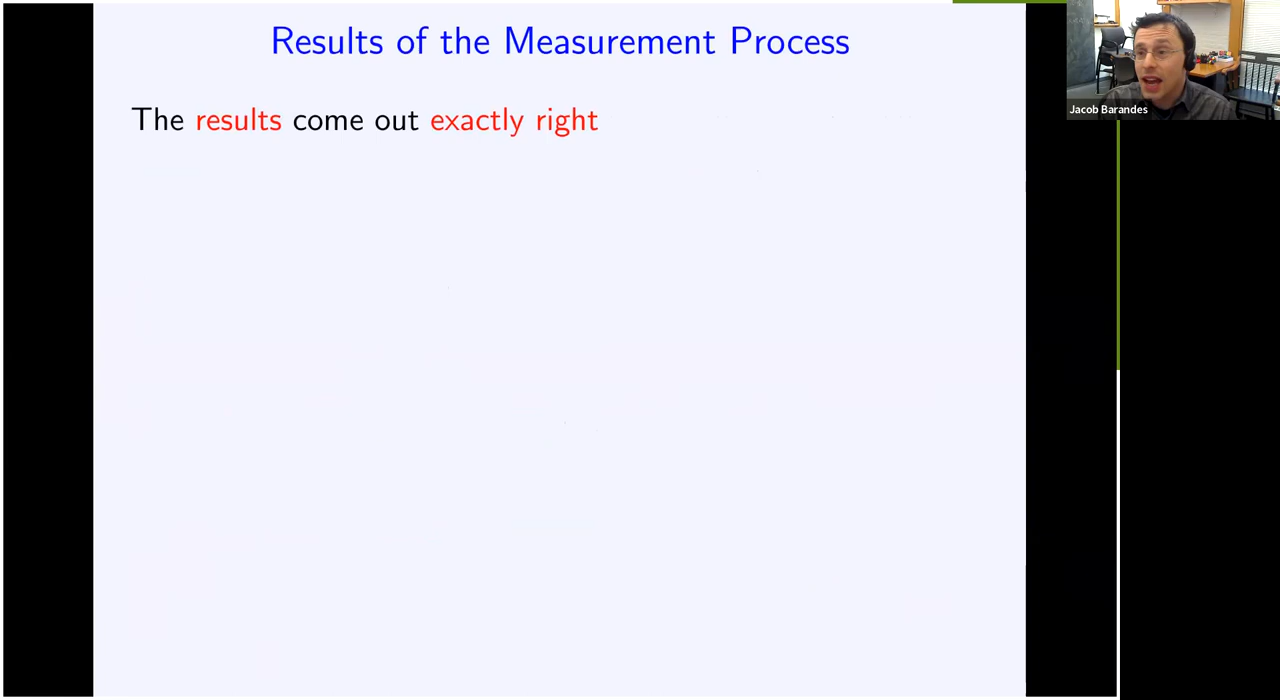 Results of the Measurement Process
The results come out exactly right
Jacob Barandes